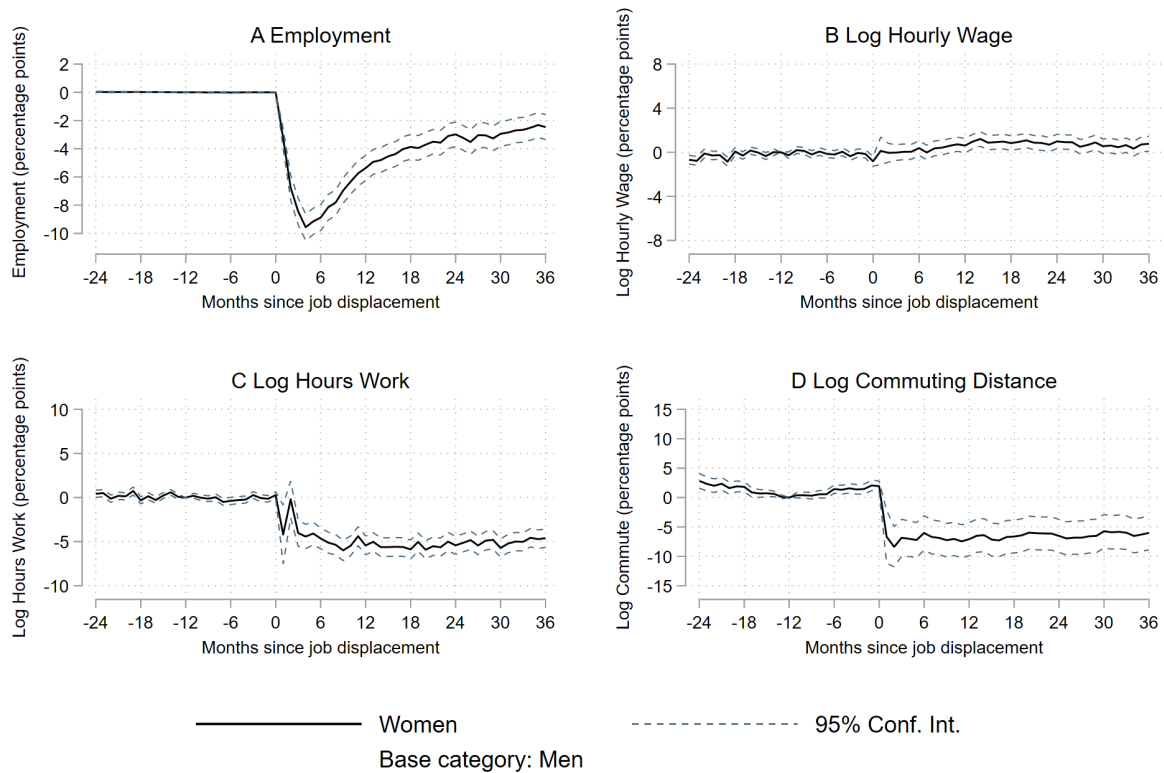 A Employment
Employment (percentage points)
2
0
-2
-4
-6
-8
-10
-24 -18 -12 -6 0 6 12 18 24 30 36
Months since job displacement
B Log Hourly Wage
Log Hourly Wage (percentage points)
8
4
0
-4
-8
-24 -18 -12 -6 0 6 12 18 24 30 36
Months since job displacement
C Log Hours Work
Log Hours Work (percentage points)
10
5
0
-5
-10
-24 -18 -12 -6 0 6 12 18 24 30 36
Months since job displacement
D Log Commuting Distance
Log Commute (percentage points)
15
10
5
0
-5
-10
-15
-24 -18 -12 -6 0 6 12 18 24 30 36
Months since job displacement
Women
95% Conf. Int.
Base category: Men